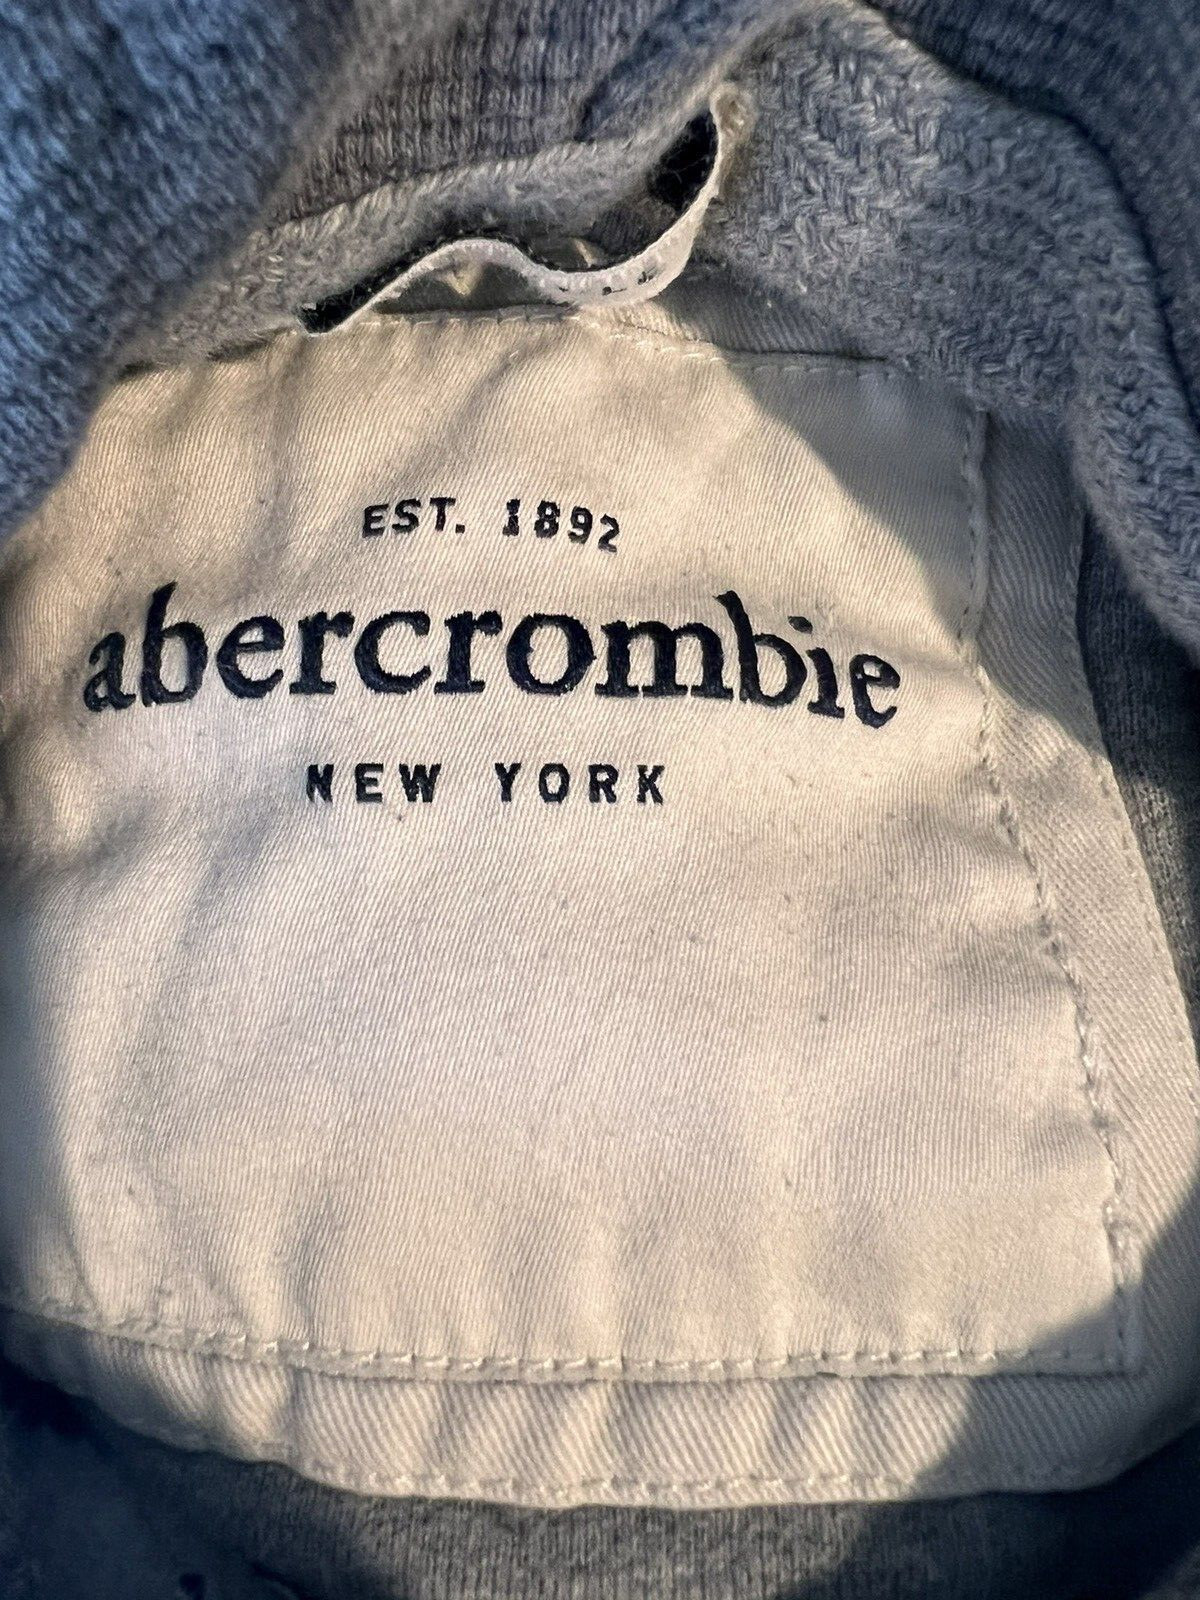 EST. 1892
abercrombie
NEW YORK